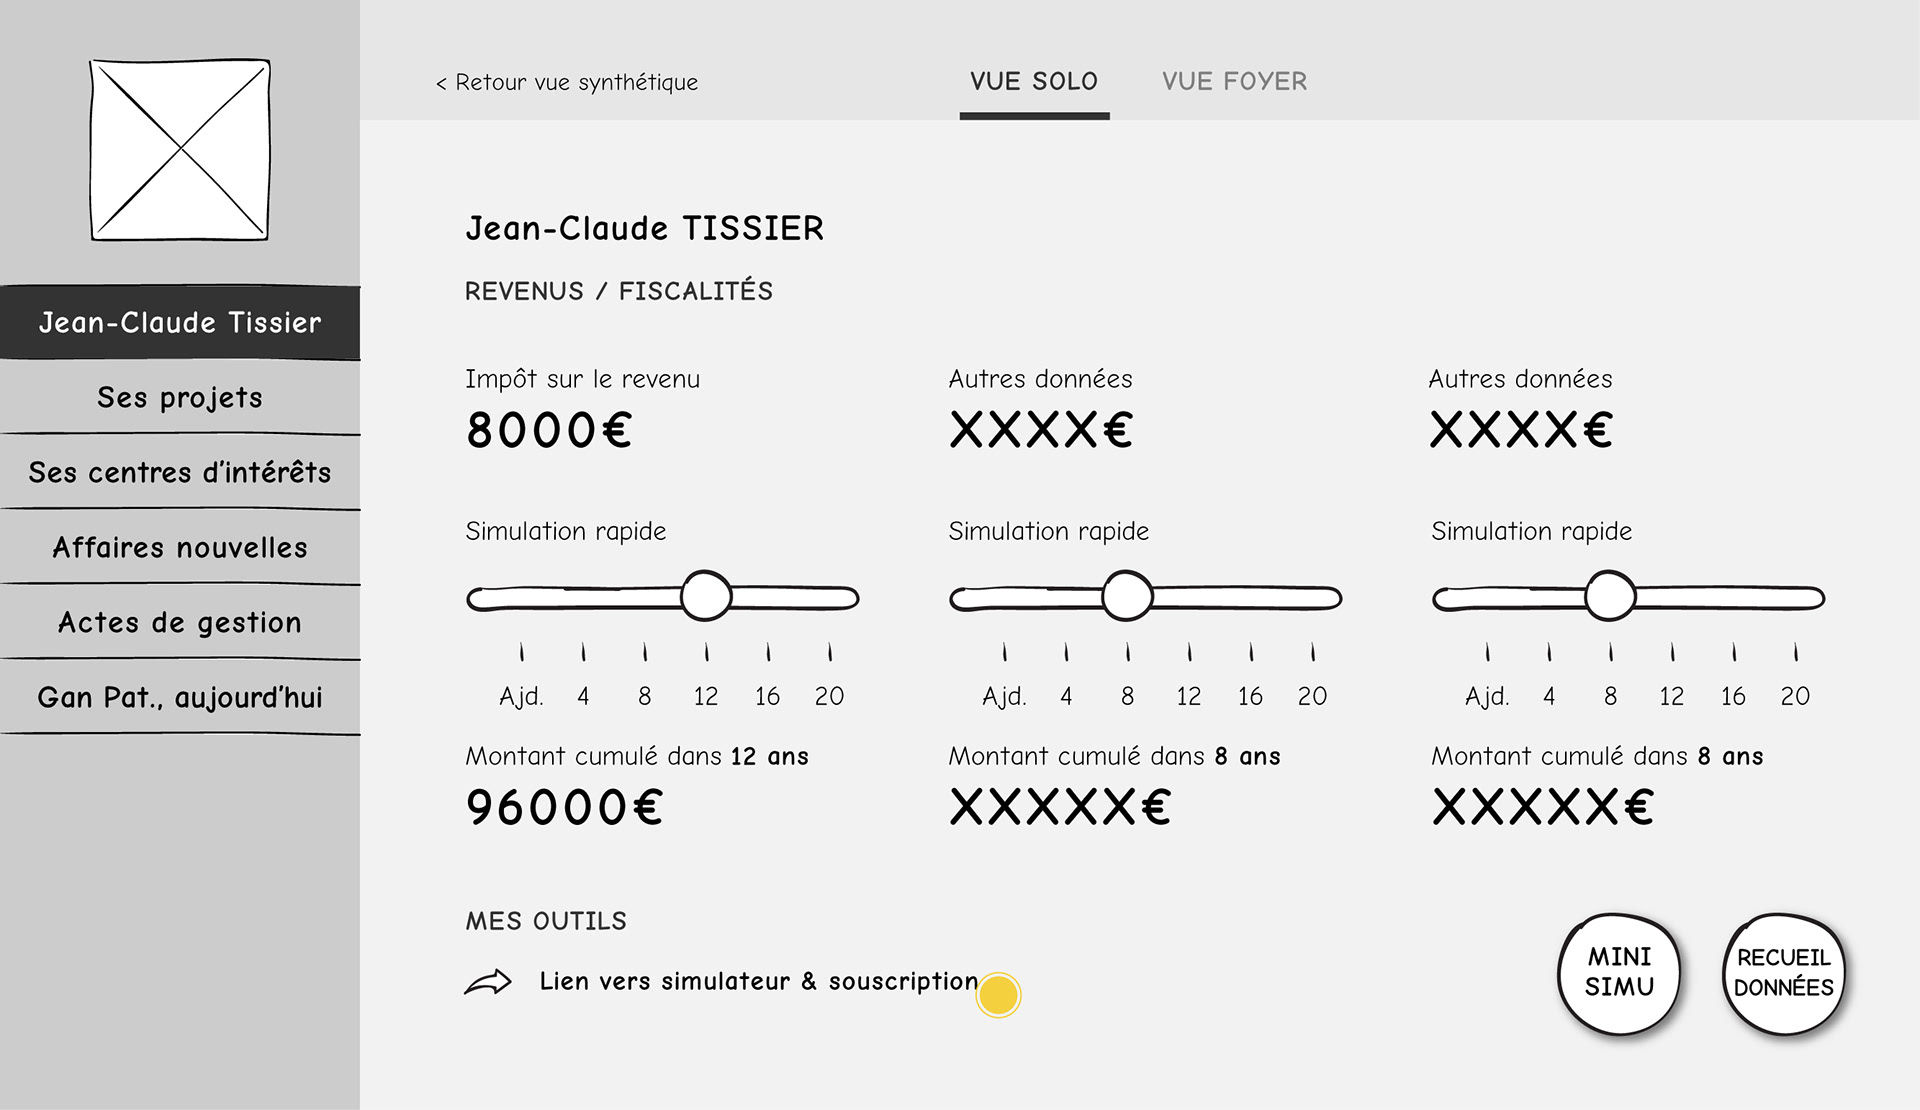 < Retour vue synthétique
VUE SOLO
VUE FOYER
Jean-Claude Tissier
Ses projets
Ses centres d'intérêts
Affaires nouvelles
Actes de gestion
Gan Pat., aujourd'hui
Jean-Claude TISSIER
REVENUS / FISCALITÉS
Impôt sur le revenu
8000€
Simulation rapide
Ajd. 4 8 12 16 20
Montant cumulé dans 12 ans
96000€
Autres données
XXXX€
Simulation rapide
Ajd. 4 8 12 16 20
Montant cumulé dans 8 ans
XXXXX€
Autres données
XXXX€
Simulation rapide
Ajd. 4 8 12 16 20
Montant cumulé dans 8 ans
XXXXX€
MES OUTILS
Lien vers simulateur & souscription
MINI
SIMU
RECUEIL
DONNÉES